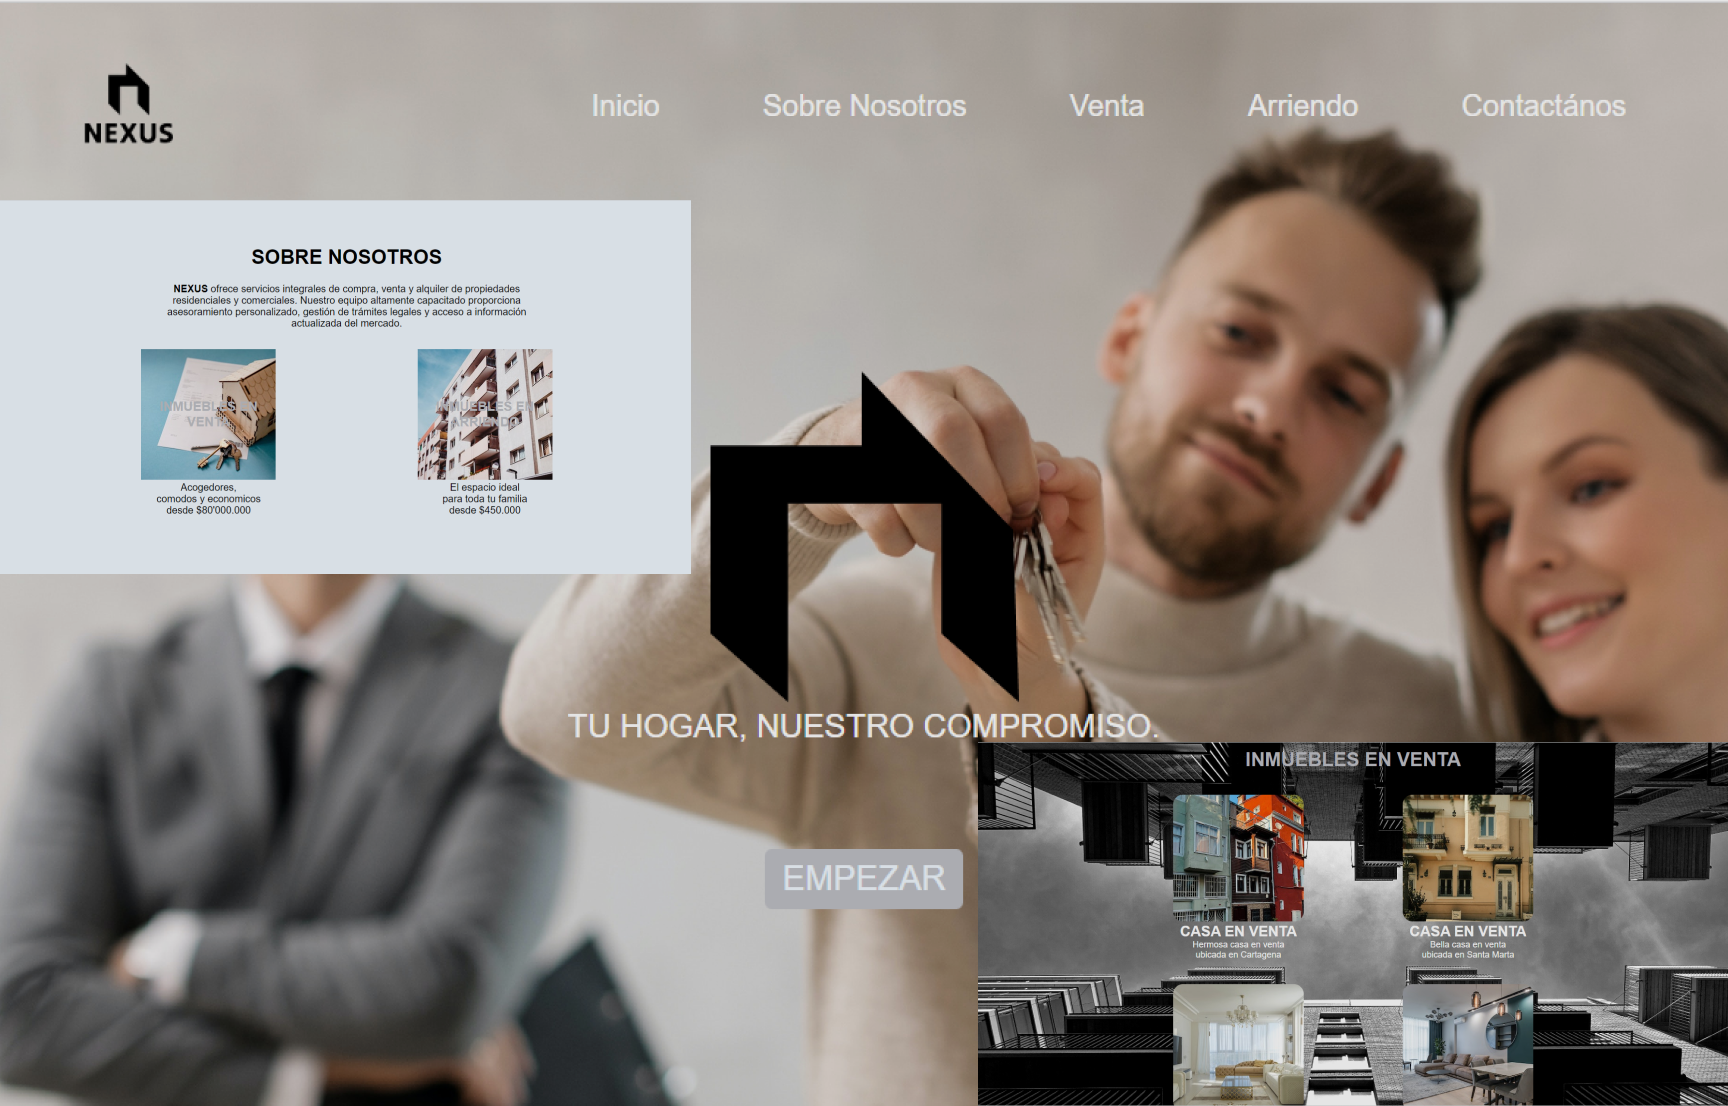 NEXUS
Inicio
Sobre Nosotros
Venta
Arriendo
Contactános
SOBRE NOSOTROS
NEXUS ofrece servicios integrales de compra, venta y alquiler de propiedades
residenciales y comerciales. Nuestro equipo altamente capacitado proporciona
asesoramiento personalizado, gestión de trámites legales y acceso a información
actualizada del mercado.
INMUEBLES EN
VENTA
Acogedores,
comodos y economicos
desde $80'000.000
INMUEBLES EN
ARRIENDO
El espacio ideal
para toda tu familia
desde $450.000
TU HOGAR, NUESTRO COMPROMISO.
EMPEZAR
INMUEBLES EN VENTA
CASA EN VENTA
Hermosa casa en venta
ubicada en Cartagena
CASA EN VENTA
Bella casa en venta
ubicada en Santa Marta